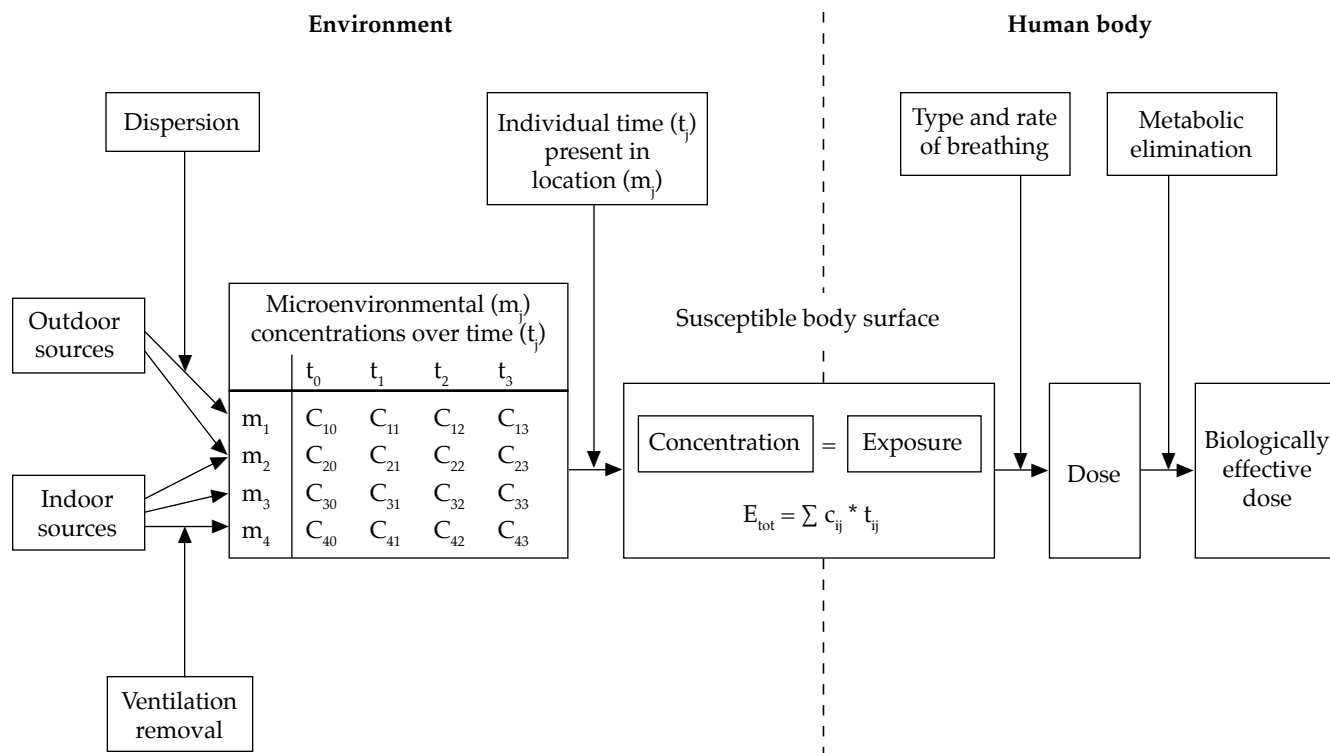 Environment
Human body
Dispersion
Individual time (tⱼ)
present in
location (mⱼ)
Type and rate
of breathing
Metabolic
elimination
Outdoor
sources
Indoor
sources
Microenvironmental (mⱼ)
concentrations over time (tⱼ)
t₀ t₁ t₂ t₃
m₁ C₁₀ C₁₁ C₁₂ C₁₃
m₂ C₂₀ C₂₁ C₂₂ C₂₃
m₃ C₃₀ C₃₁ C₃₂ C₃₃
m₄ C₄₀ C₄₁ C₄₂ C₄₃
Susceptible body surface
Concentration = Exposure
E_tot = ∑ c_ij * t_ij
Dose
Biologically
effective
dose
Ventilation
removal